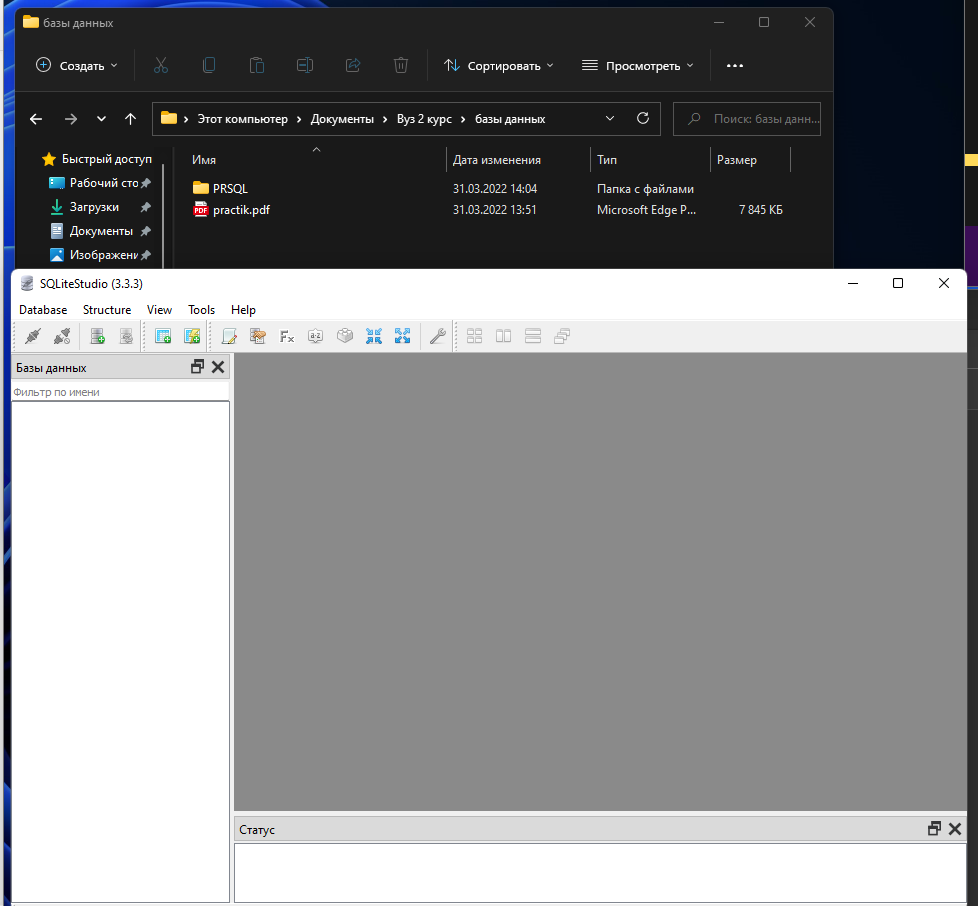 базы данных
Создать
Сортировать
Просмотреть
Этот компьютер
Документы
Вуз 2 курс
базы данных
Поиск: базы данн...
Быстрый доступ
Имя
Дата изменения
Тип
Размер
Рабочий сто
PRSQL
31.03.2022 14:04
Папка с файлами
Загрузки
PDF
practik.pdf
31.03.2022 13:51
Microsoft Edge P...
7 845 КБ
Документы
Изображени
SQLiteStudio (3.3.3)
Database
Structure
View
Tools
Help
Fx
a-z
Базы данных
Фильтр по имени
Статус